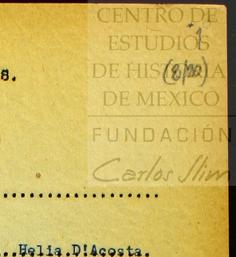 CENTRO DE
ESTUDIOS
DE HISTORIA
DE MEXICO
FUNDACIÓN
Carlos Slim
s.
................
Helia D'Acosta.